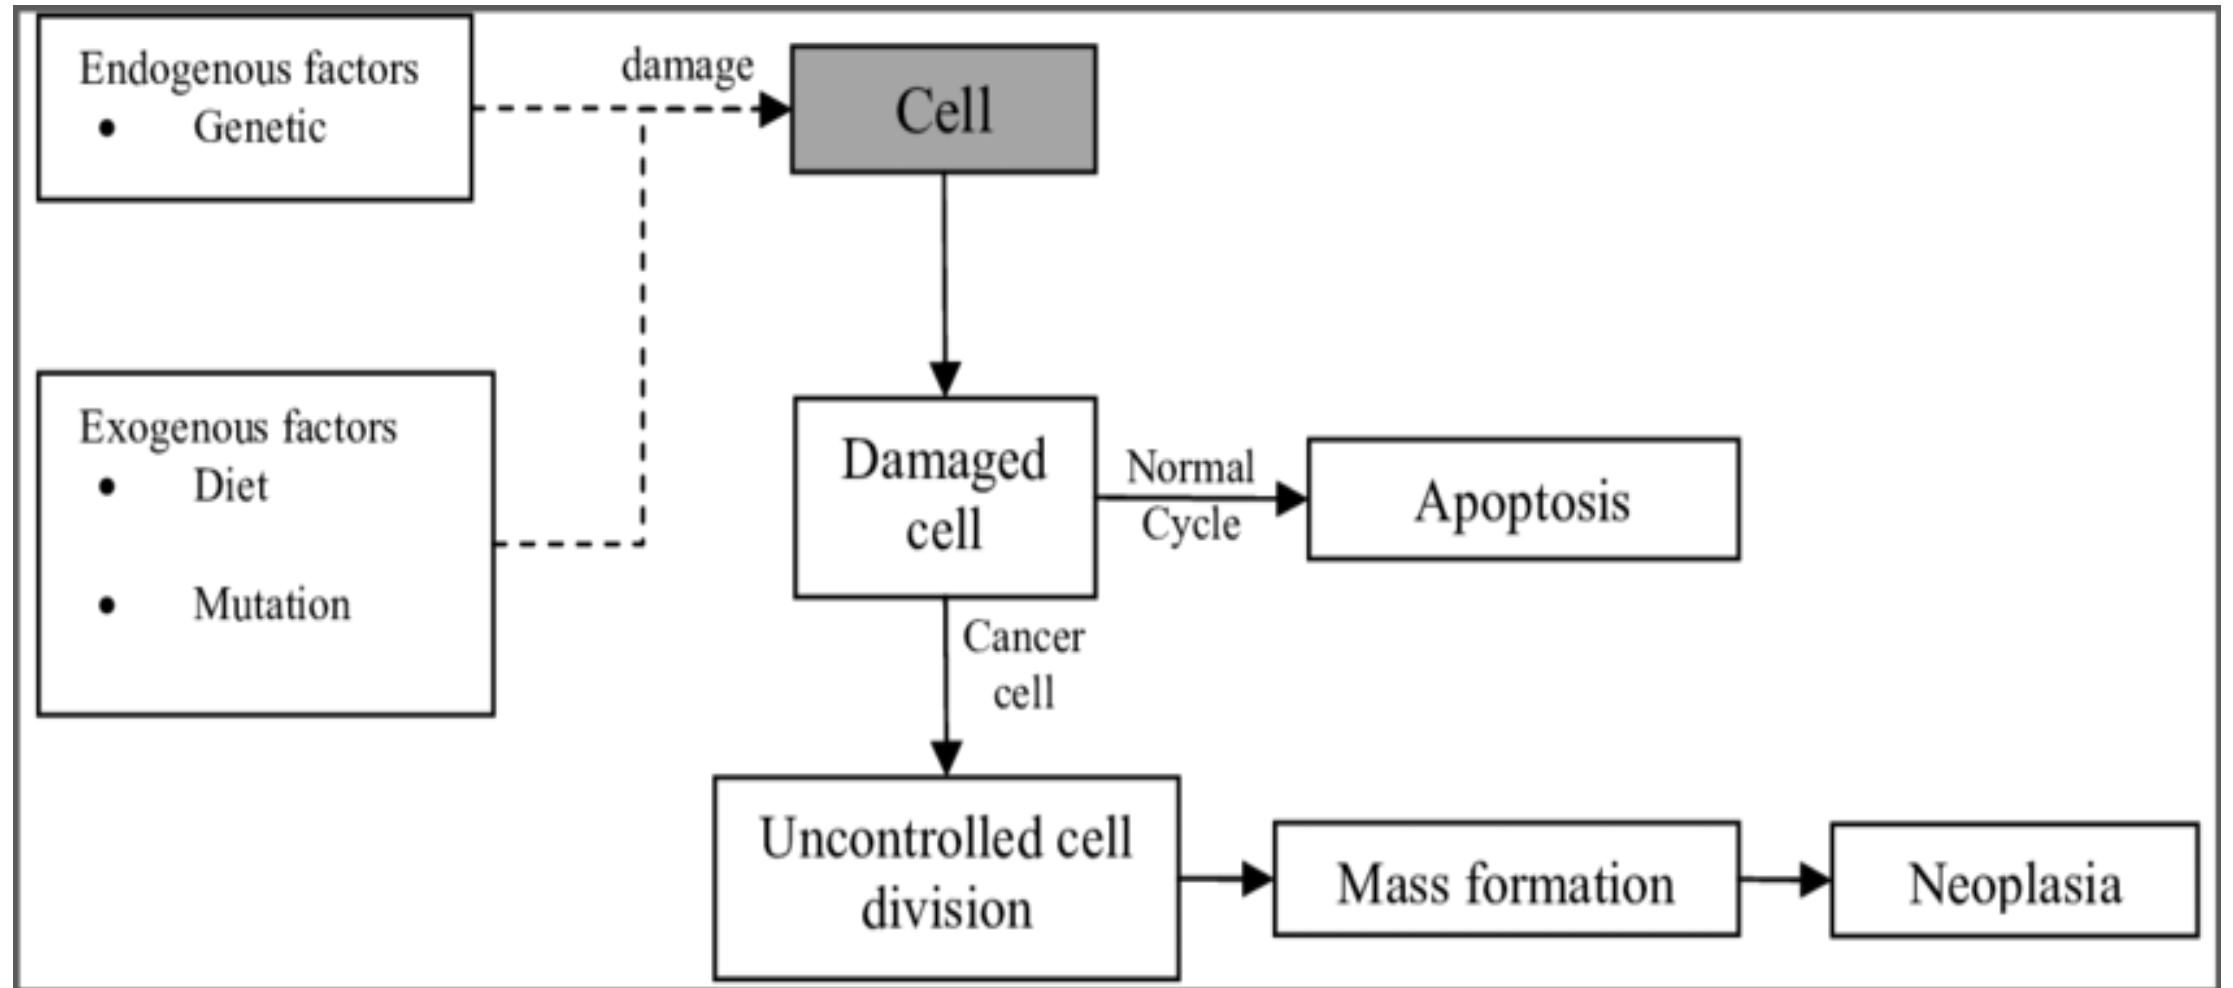 Endogenous factors
• Genetic
damage
Cell
Exogenous factors
• Diet
• Mutation
Damaged
cell
Normal
Cycle
Apoptosis
Cancer
cell
Uncontrolled cell
division
Mass formation
Neoplasia